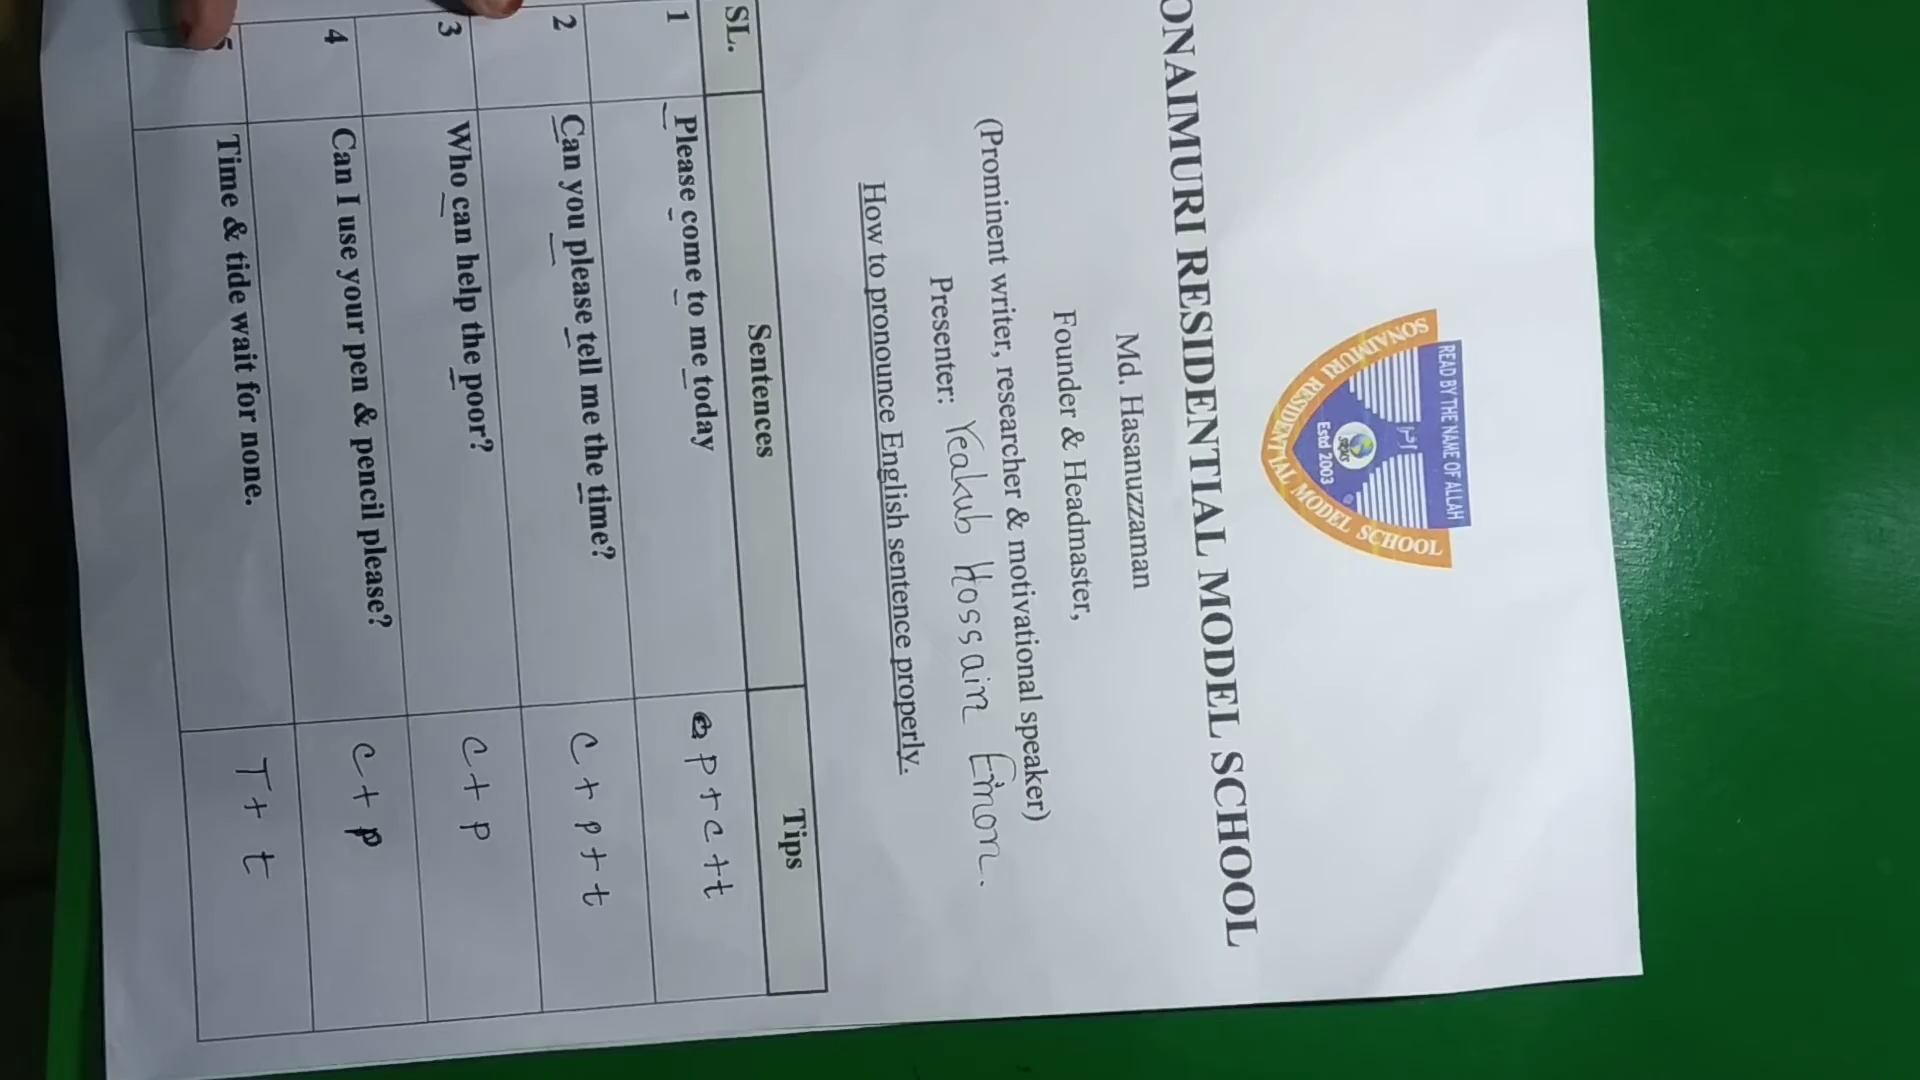 READ BY THE NAME OF ALLAH
اقرأ
Estd 2003
SONAIMURI RESIDENTIAL MODEL SCHOOL
ONAIMURI RESIDENTIAL MODEL SCHOOL
Md. Hasanuzzaman
Founder & Headmaster,
(Prominent writer, researcher & motivational speaker)
Presenter: Yeakub Hossain Emon.
How to pronounce English sentence properly.
SL. Sentences Tips
1 Please come to me today p + c + t
2 Can you please tell me the time? c + p + t
3 Who can help the poor? c + p
4 Can I use your pen & pencil please? c + p
5 Time & tide wait for none. T + t